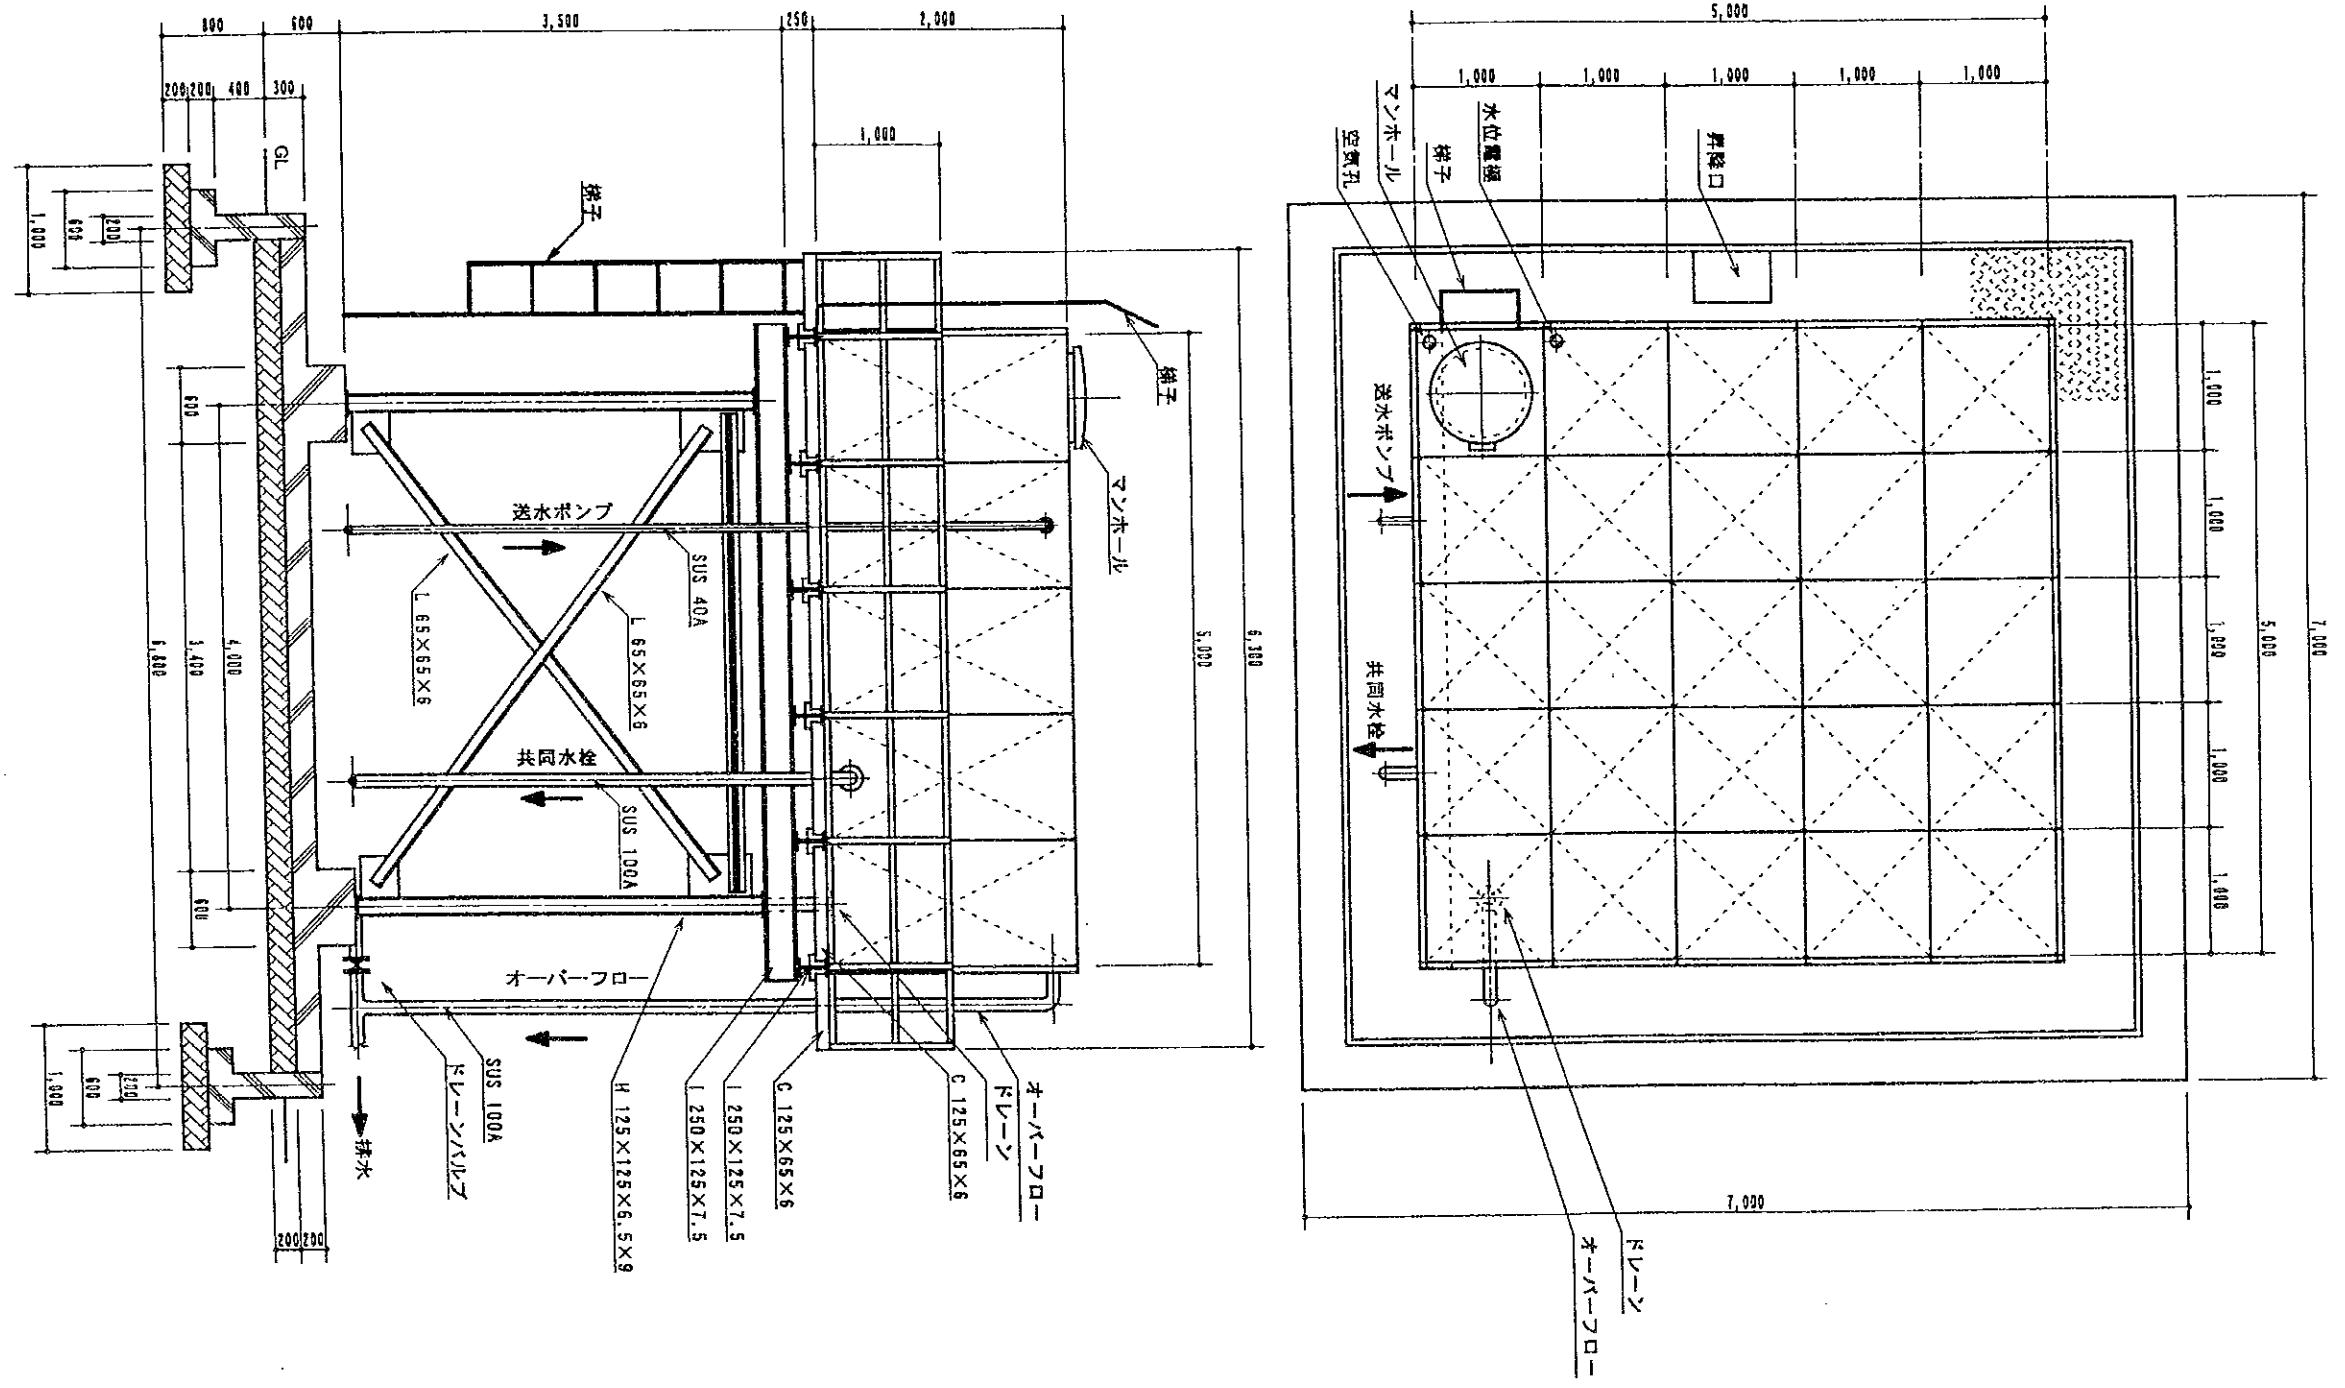 800
600
3,500
250
2,000
200
200
400
300
GL
1,000
梯子
1,000
600
200
600
6,800
3,400
4,000
600
送水ポンプ
SUS 40A
L 65×65×6
L 65×65×6
共同水栓
SUS 100A
オーバーフロー
梯子
マンホール
5,000
6,300
1,000
600
200
200
200
排水
ドレーンバルブ
SUS 100A
H 125×125×6.5×9
I 250×125×7.5
I 250×125×7.5
C 125×65×6
C 125×65×6
ドレーン
オーバーフロー
5,000
1,000
1,000
1,000
1,000
1,000
空気孔
マンホール
梯子
水位電極
昇降口
送水ポンプ
共同水栓
1,000
1,000
1,000
1,000
1,000
5,000
7,000
7,000
ドレーン
オーバーフロー